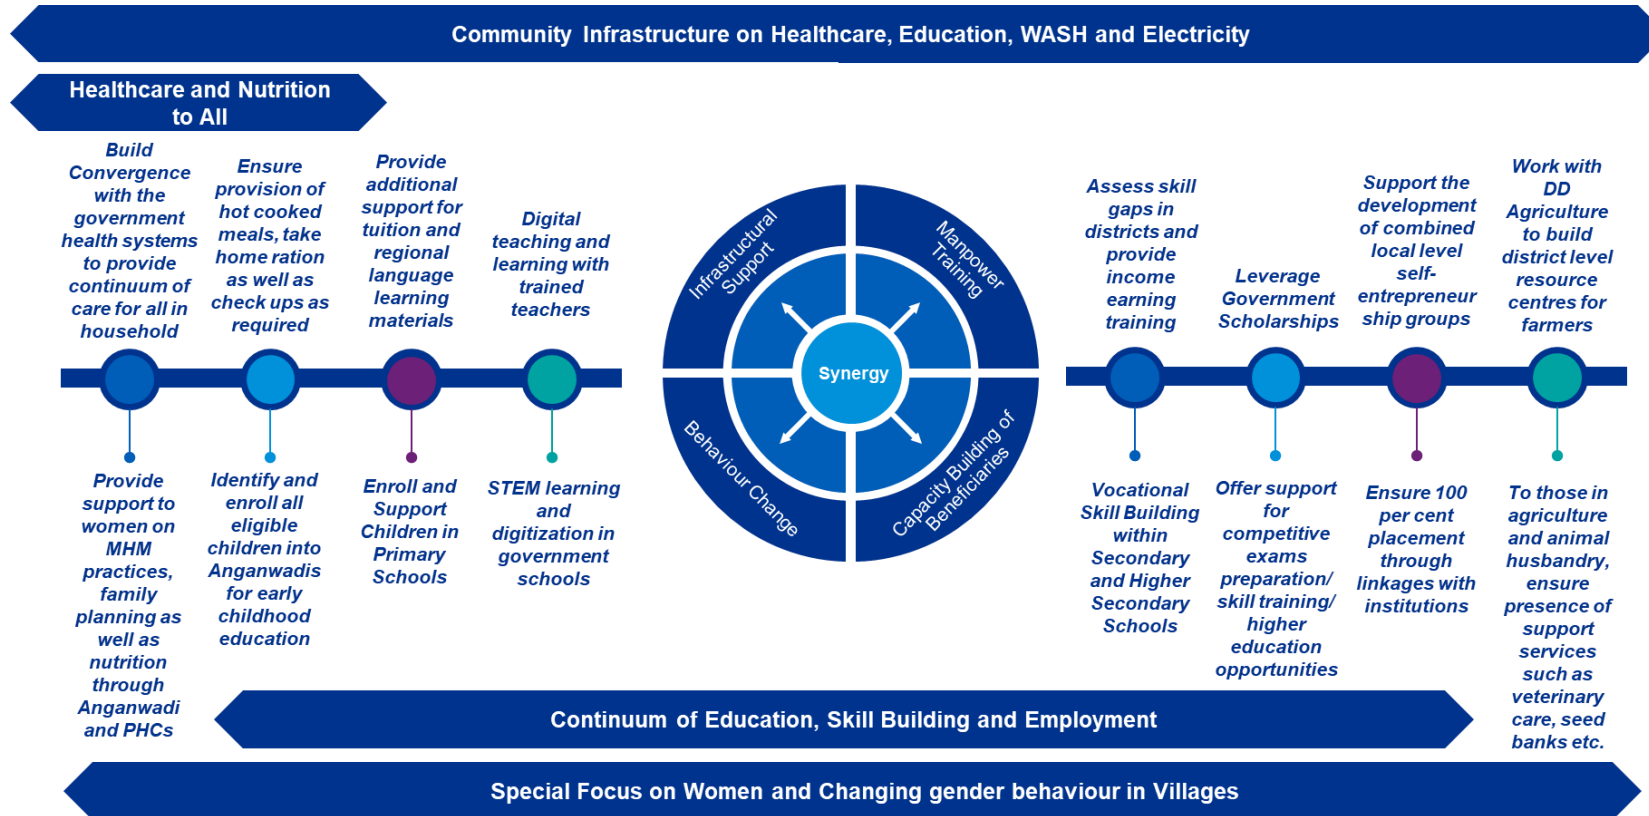 Community Infrastructure on Healthcare, Education, WASH and Electricity
Healthcare and Nutrition
to All
Build
Convergence
with the
government
health systems
to provide
continuum of
care for all in
household
Ensure
provision of
hot cooked
meals, take
home ration
as well as
check ups as
required
Provide
additional
support for
tuition and
regional
language
learning
materials
Digital
teaching and
learning with
trained
teachers
Infrastructural
Support
Manpower
Training
Synergy
Behaviour Change
Capacity Building of
Beneficiaries
Assess skill
gaps in
districts and
provide
income
earning
training
Leverage
Government
Scholarships
Support the
development
of combined
local level
self-
entrepreneur
ship groups
Work with
DD
Agriculture
to build
district level
resource
centres for
farmers
Provide
support to
women on
MHM
practices,
family
planning as
well as
nutrition
through
Anganwadi
and PHCs
Identify and
enroll all
eligible
children into
Anganwadis
for early
childhood
education
Enroll and
Support
Children in
Primary
Schools
STEM learning
and
digitization in
government
schools
Vocational
Skill Building
within
Secondary
and Higher
Secondary
Schools
Offer support
for
competitive
exams
preparation/
skill training/
higher
education
opportunities
Ensure 100
per cent
placement
through
linkages with
institutions
To those in
agriculture
and animal
husbandry,
ensure
presence of
support
services
such as
veterinary
care, seed
banks etc.
Continuum of Education, Skill Building and Employment
Special Focus on Women and Changing gender behaviour in Villages